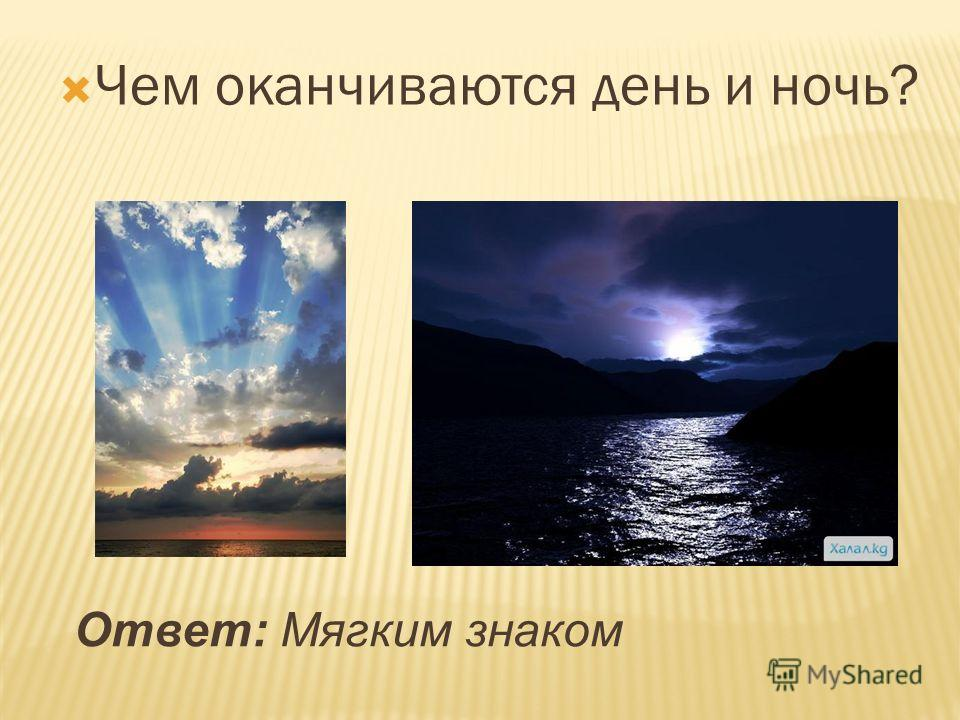 Чем оканчиваются день и ночь?
Халал.kg
Ответ: Мягким знаком
MyShared